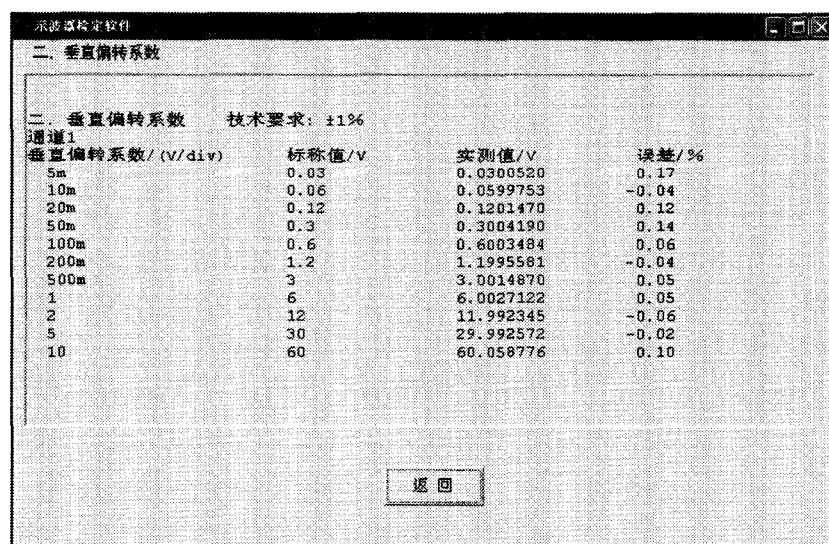 示波器检定软件
二．垂直偏转系数
二．垂直偏转系数 技术要求：±1%
通道1
垂直偏转系数/(V/div) 标称值/V 实测值/V 误差/%
5m 0.03 0.0300520 0.17
10m 0.06 0.0599753 -0.04
20m 0.12 0.1201470 0.12
50m 0.3 0.3004190 0.14
100m 0.6 0.6003484 0.06
200m 1.2 1.1995581 -0.04
500m 3 3.0014870 0.05
1 6 6.0027122 0.05
2 12 11.992345 -0.06
5 30 29.992572 -0.02
10 60 60.058776 0.10
返回